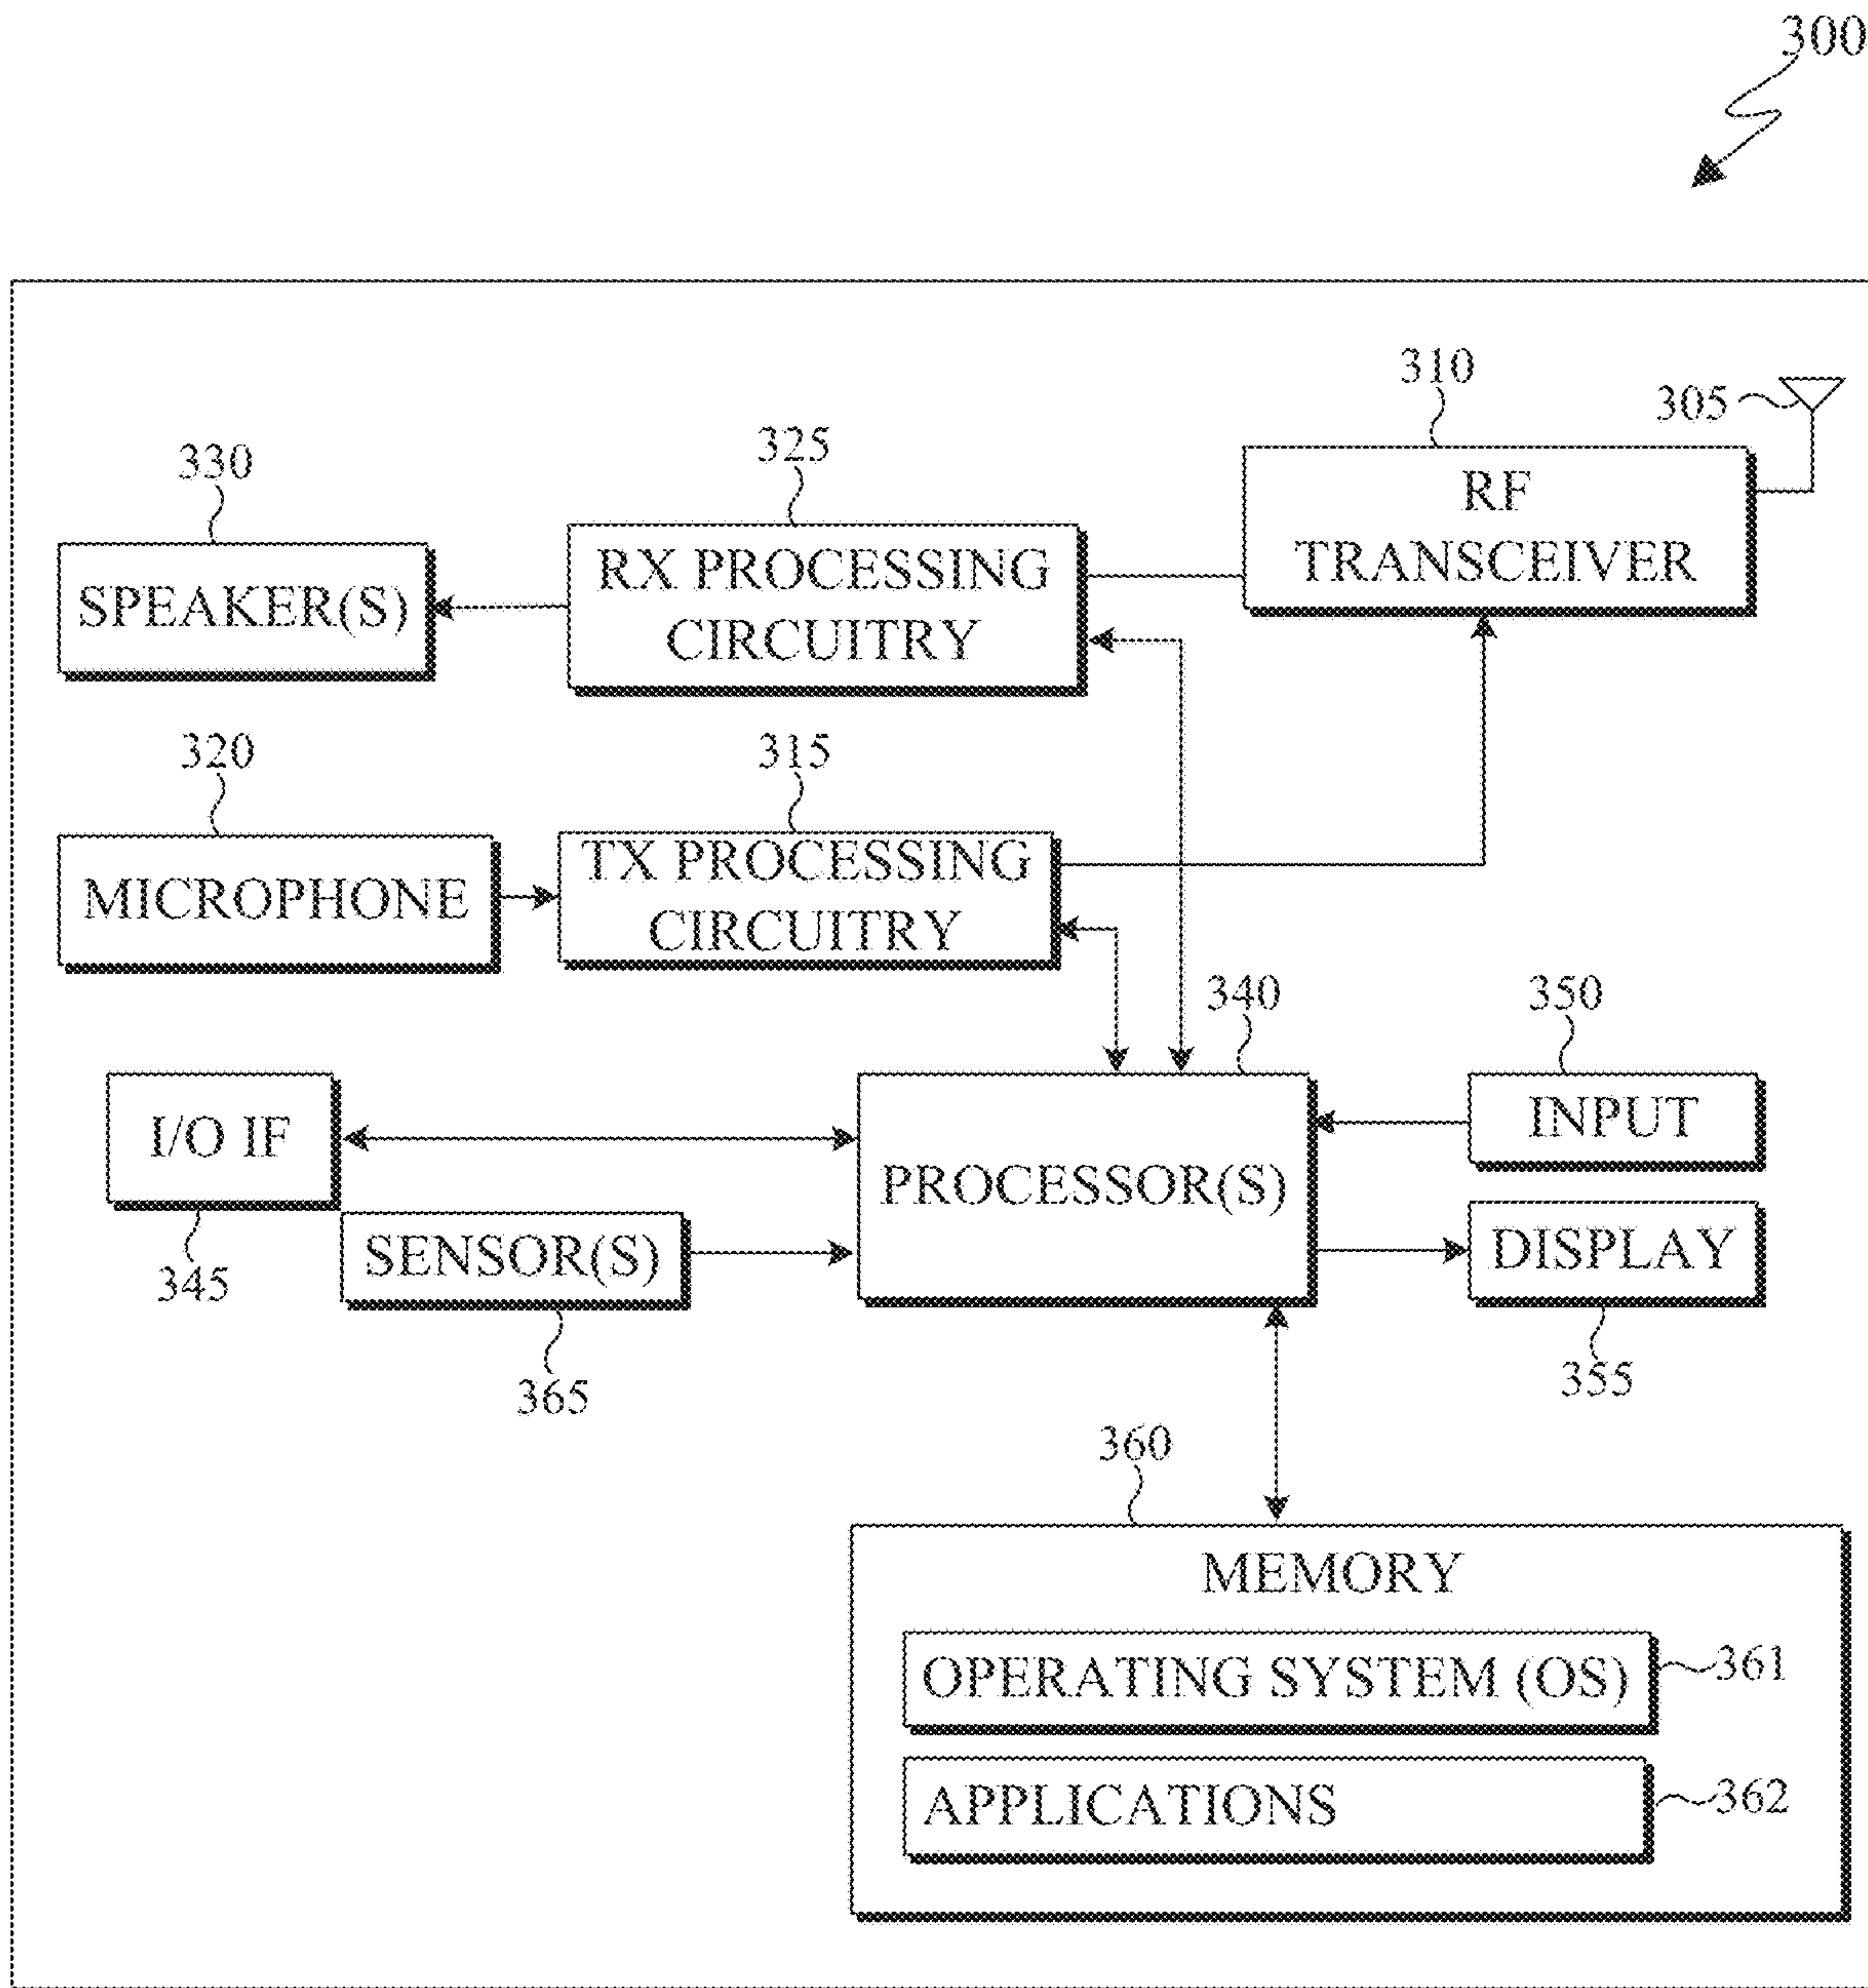 300
310
305
325
330
RF
TRANSCEIVER
RX PROCESSING
CIRCUITRY
SPEAKER(S)
320
315
MICROPHONE
TX PROCESSING
CIRCUITRY
340
350
I/O IF
INPUT
PROCESSOR(S)
SENSOR(S)
DISPLAY
345
365
355
360
MEMORY
OPERATING SYSTEM (OS)
361
APPLICATIONS
362